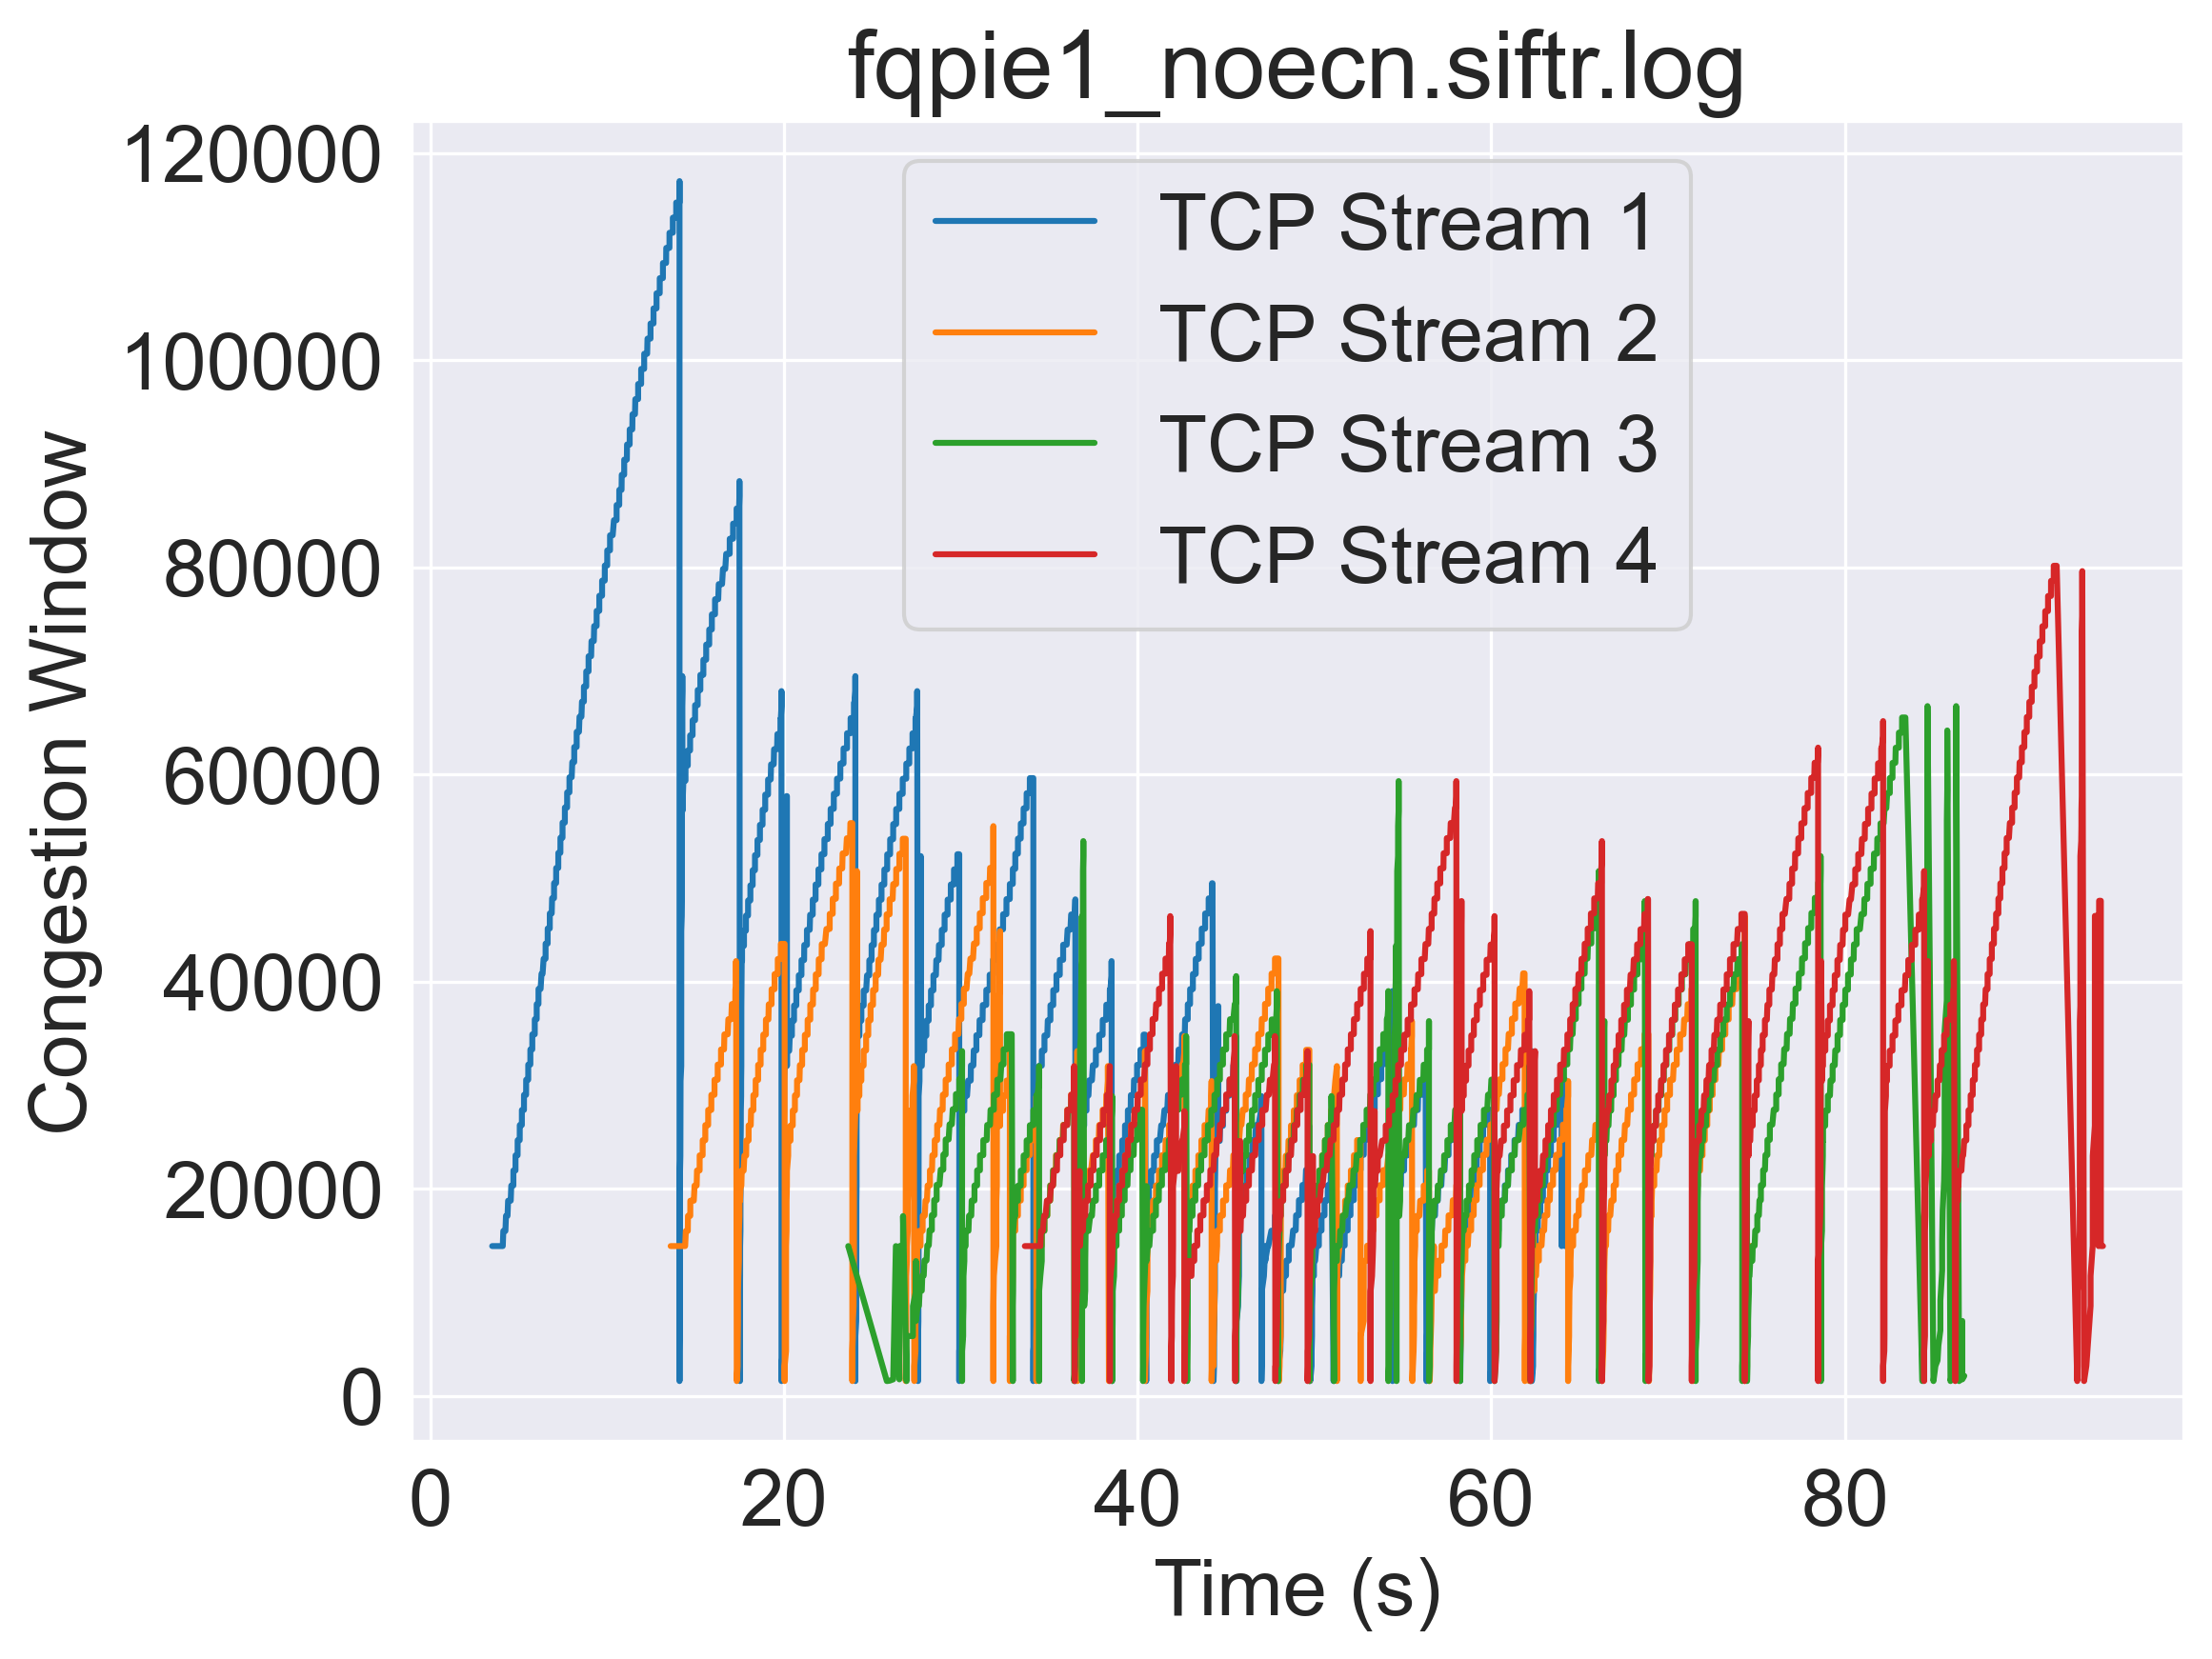 fqpie1_noecn.siftr.log
120000
100000
80000
60000
40000
20000
0
Congestion Window
TCP Stream 1
TCP Stream 2
TCP Stream 3
TCP Stream 4
0 20 40 60 80
Time (s)